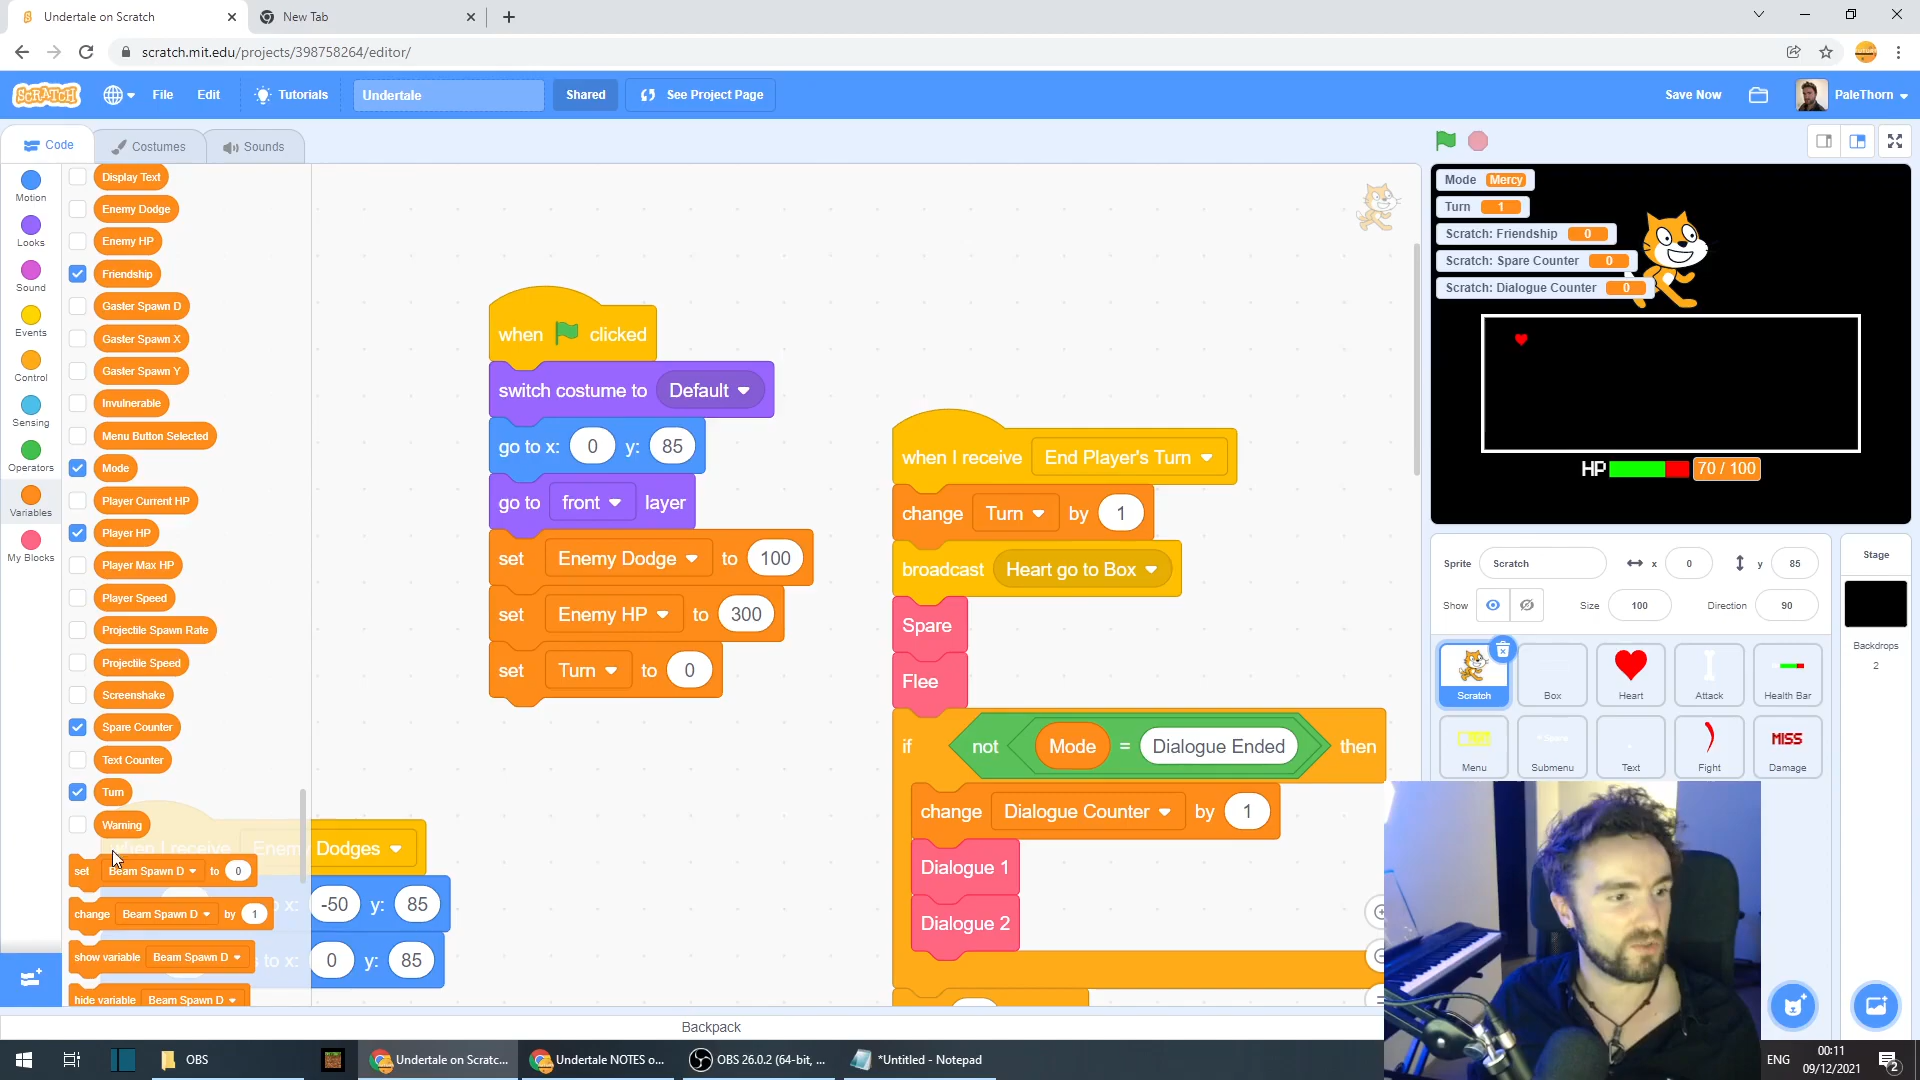 Undertale on Scratch
New Tab
scratch.mit.edu/projects/398758264/editor/
SCRATCH
File
Edit
Tutorials
Undertale
Shared
See Project Page
Save Now
PaleThorn
Code
Costumes
Sounds
Motion
Looks
Sound
Events
Control
Sensing
Operators
Variables
My Blocks
Display Text
Enemy Dodge
Enemy HP
Friendship
Gaster Spawn D
Gaster Spawn X
Gaster Spawn Y
Invulnerable
Menu Button Selected
Mode
Player Current HP
Player HP
Player Max HP
Player Speed
Projectile Spawn Rate
Projectile Speed
Screenshake
Spare Counter
Text Counter
Turn
Warning
set Beam Spawn D to 0
change Beam Spawn D by 1
show variable Beam Spawn D
hide variable Beam Spawn D
when clicked
switch costume to Default
go to x: 0 y: 85
go to front layer
set Enemy Dodge to 100
set Enemy HP to 300
set Turn to 0
when I receive Enemy Dodges
x: -50 y: 85
to x: 0 y: 85
when I receive End Player's Turn
change Turn by 1
broadcast Heart go to Box
Spare
Flee
if not Mode = Dialogue Ended then
change Dialogue Counter by 1
Dialogue 1
Dialogue 2
Mode Mercy
Turn 1
Scratch: Friendship 0
Scratch: Spare Counter 0
Scratch: Dialogue Counter 0
HP 70 / 100
Sprite Scratch x 0 y 85
Show Size 100 Direction 90
Stage
Backdrops
2
Scratch
Box
Heart
Attack
Health Bar
Menu
Submenu
Text
Fight
MISS
Damage
Backpack
OBS
Undertale on Scratc...
Undertale NOTES o...
OBS 26.0.2 (64-bit, ...
*Untitled - Notepad
ENG
00:11
09/12/2021
2